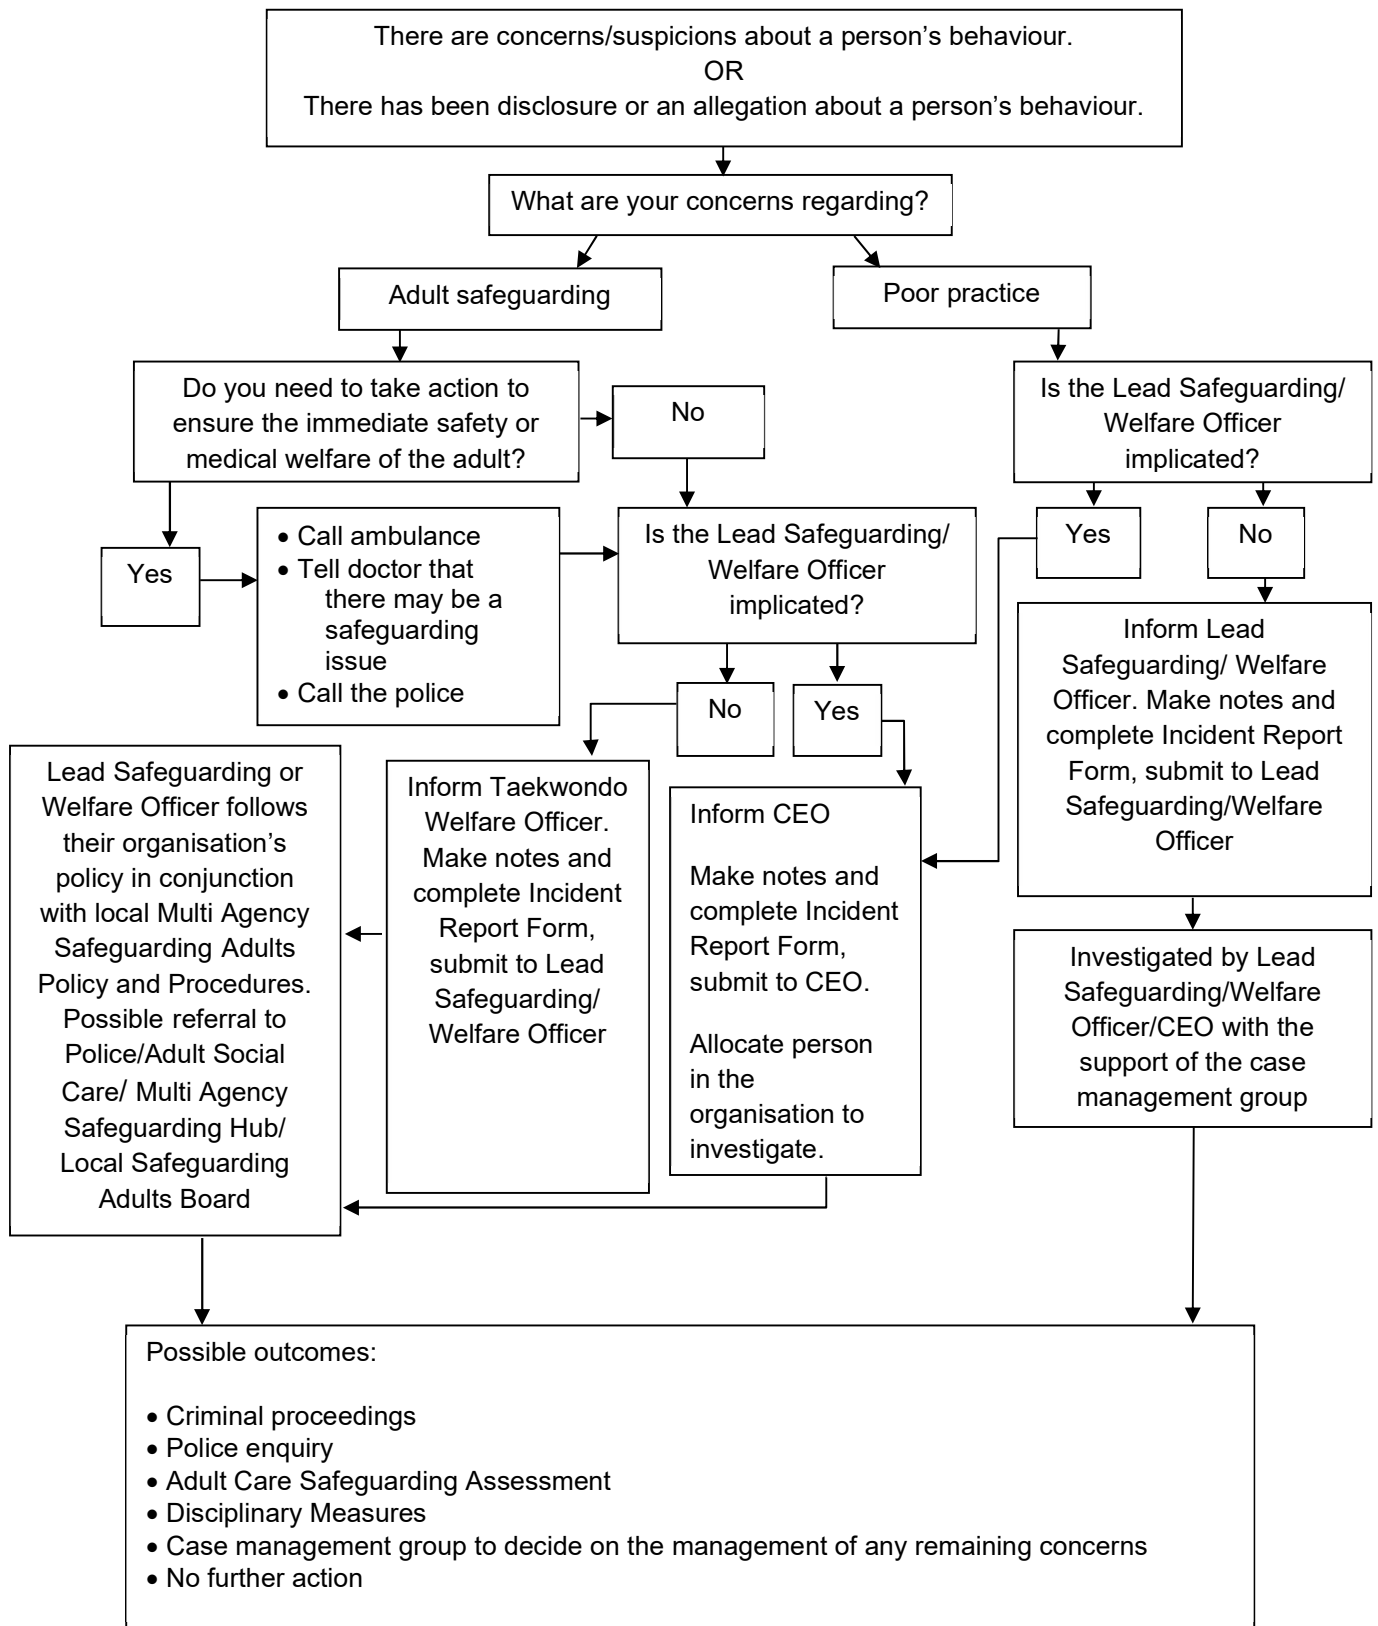 There are concerns/suspicions about a person’s behaviour.
OR
There has been disclosure or an allegation about a person’s behaviour.
What are your concerns regarding?
Adult safeguarding
Poor practice
Do you need to take action to
ensure the immediate safety or
medical welfare of the adult?
No
Is the Lead Safeguarding/
Welfare Officer
implicated?
Yes
• Call ambulance
• Tell doctor that
there may be a
safeguarding
issue
• Call the police
Is the Lead Safeguarding/
Welfare Officer
implicated?
Yes
No
No
Yes
Inform Lead
Safeguarding/ Welfare
Officer. Make notes and
complete Incident Report
Form, submit to Lead
Safeguarding/Welfare
Officer
Lead Safeguarding or
Welfare Officer follows
their organisation’s
policy in conjunction
with local Multi Agency
Safeguarding Adults
Policy and Procedures.
Possible referral to
Police/Adult Social
Care/ Multi Agency
Safeguarding Hub/
Local Safeguarding
Adults Board
Inform Taekwondo
Welfare Officer.
Make notes and
complete Incident
Report Form,
submit to Lead
Safeguarding/
Welfare Officer
Inform CEO
Make notes and
complete Incident
Report Form,
submit to CEO.
Allocate person
in the
organisation to
investigate.
Investigated by Lead
Safeguarding/Welfare
Officer/CEO with the
support of the case
management group
Possible outcomes:
• Criminal proceedings
• Police enquiry
• Adult Care Safeguarding Assessment
• Disciplinary Measures
• Case management group to decide on the management of any remaining concerns
• No further action